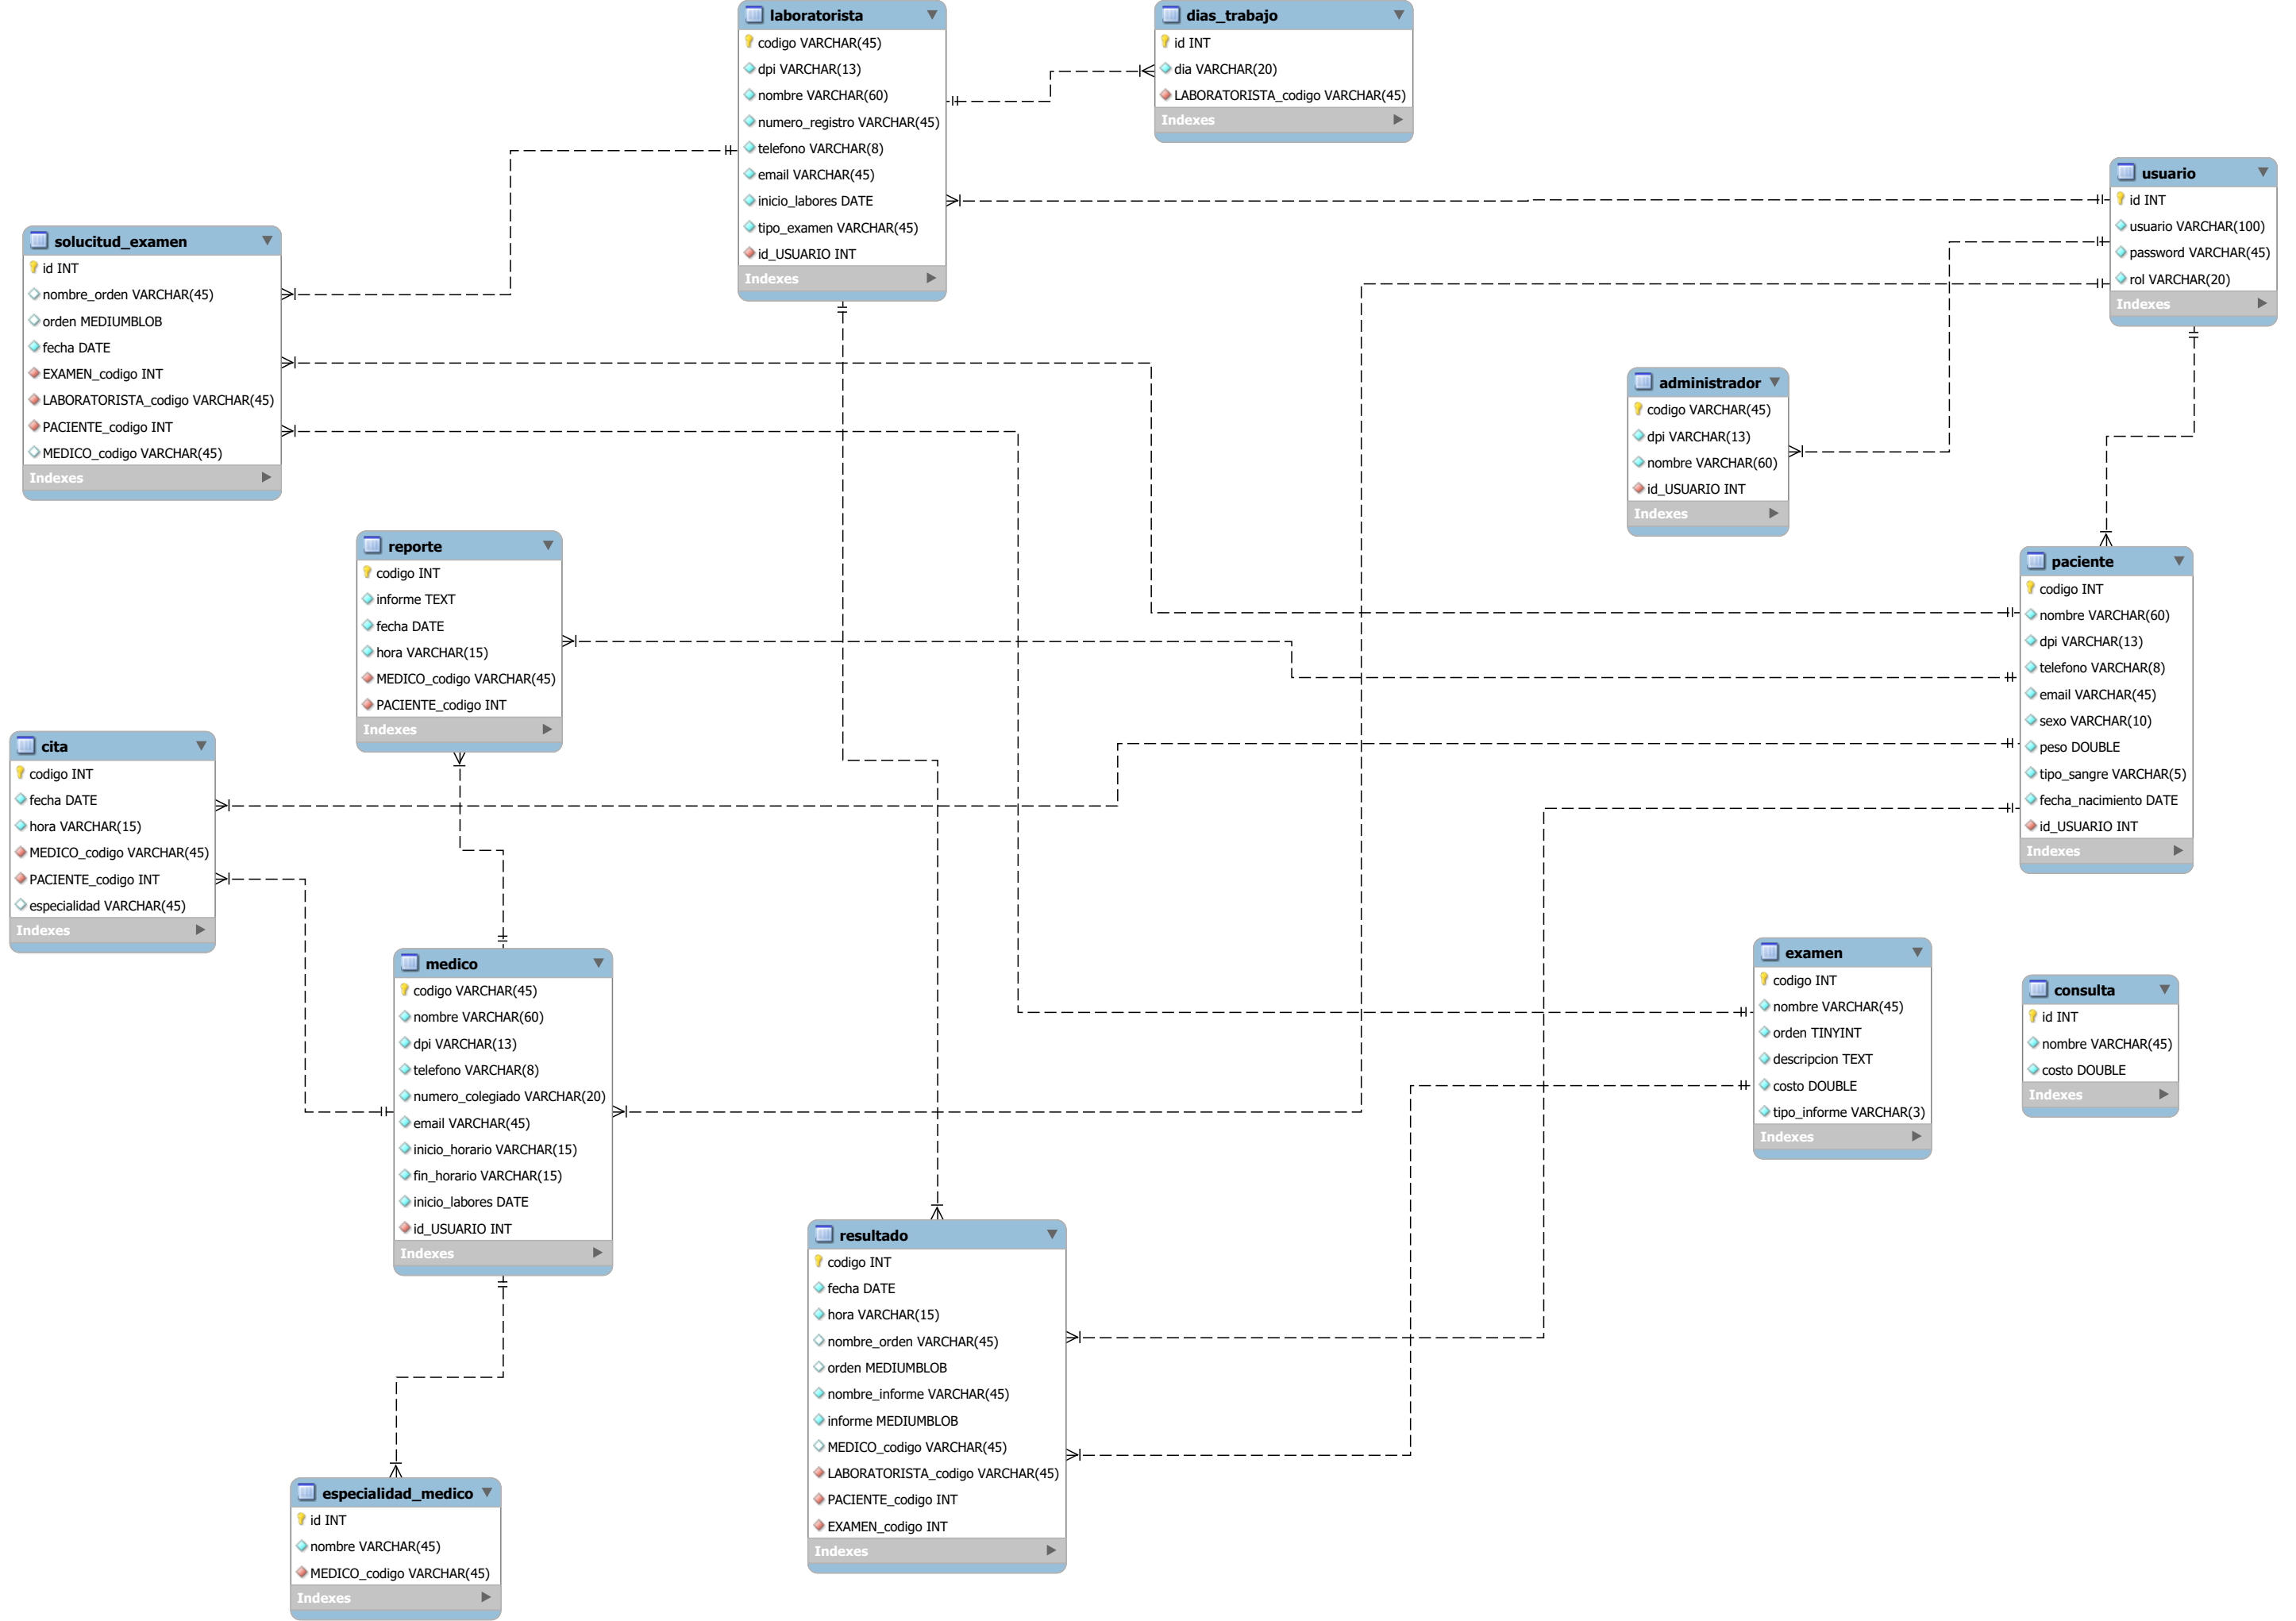 laboratorista
codigo VARCHAR(45)
dpi VARCHAR(13)
nombre VARCHAR(60)
numero_registro VARCHAR(45)
telefono VARCHAR(8)
email VARCHAR(45)
inicio_labores DATE
tipo_examen VARCHAR(45)
id_USUARIO INT
Indexes
dias_trabajo
id INT
dia VARCHAR(20)
LABORATORISTA_codigo VARCHAR(45)
Indexes
usuario
id INT
usuario VARCHAR(100)
password VARCHAR(45)
rol VARCHAR(20)
Indexes
solucitud_examen
id INT
nombre_orden VARCHAR(45)
orden MEDIUMBLOB
fecha DATE
EXAMEN_codigo INT
LABORATORISTA_codigo VARCHAR(45)
PACIENTE_codigo INT
MEDICO_codigo VARCHAR(45)
Indexes
administrador
codigo VARCHAR(45)
dpi VARCHAR(13)
nombre VARCHAR(60)
id_USUARIO INT
Indexes
reporte
codigo INT
informe TEXT
fecha DATE
hora VARCHAR(15)
MEDICO_codigo VARCHAR(45)
PACIENTE_codigo INT
Indexes
paciente
codigo INT
nombre VARCHAR(60)
dpi VARCHAR(13)
telefono VARCHAR(8)
email VARCHAR(45)
sexo VARCHAR(10)
peso DOUBLE
tipo_sangre VARCHAR(5)
fecha_nacimiento DATE
id_USUARIO INT
Indexes
cita
codigo INT
fecha DATE
hora VARCHAR(15)
MEDICO_codigo VARCHAR(45)
PACIENTE_codigo INT
especialidad VARCHAR(45)
Indexes
medico
codigo VARCHAR(45)
nombre VARCHAR(60)
dpi VARCHAR(13)
telefono VARCHAR(8)
numero_colegiado VARCHAR(20)
email VARCHAR(45)
inicio_horario VARCHAR(15)
fin_horario VARCHAR(15)
inicio_labores DATE
id_USUARIO INT
Indexes
examen
codigo INT
nombre VARCHAR(45)
orden TINYINT
descripcion TEXT
costo DOUBLE
tipo_informe VARCHAR(3)
Indexes
consulta
id INT
nombre VARCHAR(45)
costo DOUBLE
Indexes
resultado
codigo INT
fecha DATE
hora VARCHAR(15)
nombre_orden VARCHAR(45)
orden MEDIUMBLOB
nombre_informe VARCHAR(45)
informe MEDIUMBLOB
MEDICO_codigo VARCHAR(45)
LABORATORISTA_codigo VARCHAR(45)
PACIENTE_codigo INT
EXAMEN_codigo INT
Indexes
especialidad_medico
id INT
nombre VARCHAR(45)
MEDICO_codigo VARCHAR(45)
Indexes